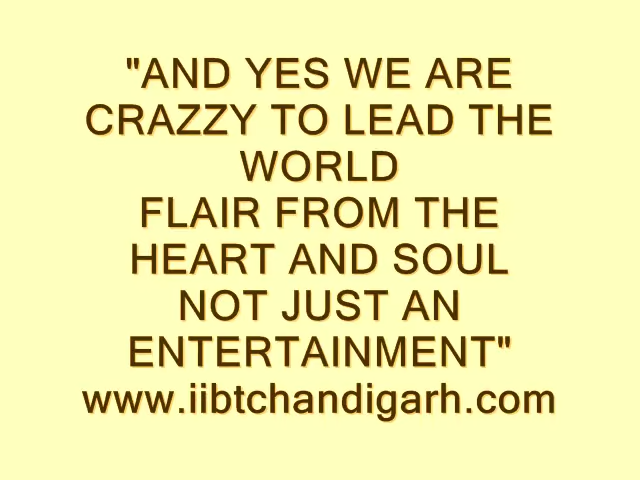 "AND YES WE ARE
CRAZZY TO LEAD THE
WORLD
FLAIR FROM THE
HEART AND SOUL
NOT JUST AN
ENTERTAINMENT"
www.iibtchandigarh.com